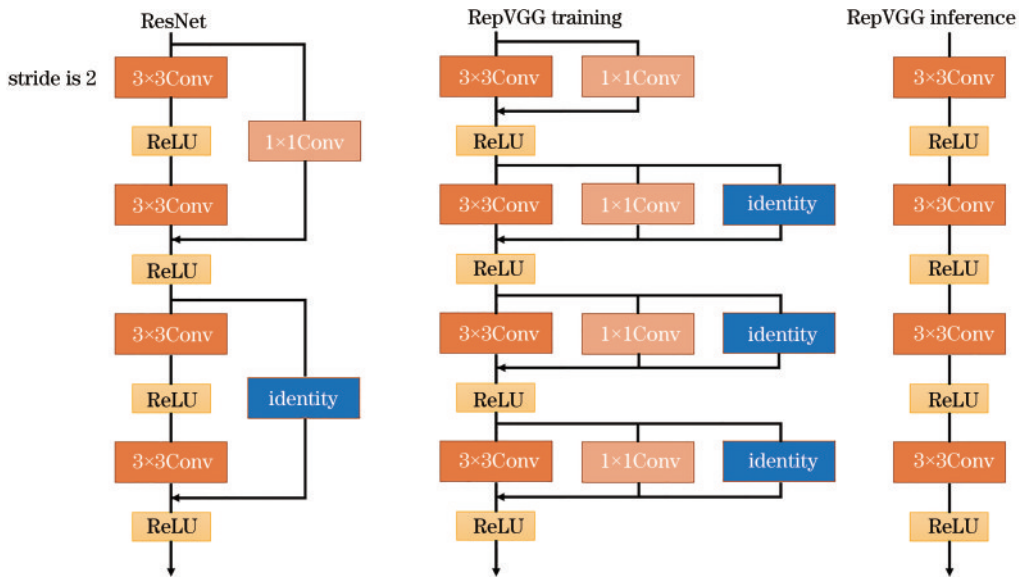 ResNet
stride is 2
3×3Conv
ReLU
1×1Conv
3×3Conv
ReLU
3×3Conv
ReLU
identity
3×3Conv
ReLU
RepVGG training
3×3Conv
1×1Conv
ReLU
3×3Conv
1×1Conv
identity
ReLU
3×3Conv
1×1Conv
identity
ReLU
3×3Conv
1×1Conv
identity
ReLU
RepVGG inference
3×3Conv
ReLU
3×3Conv
ReLU
3×3Conv
ReLU
3×3Conv
ReLU